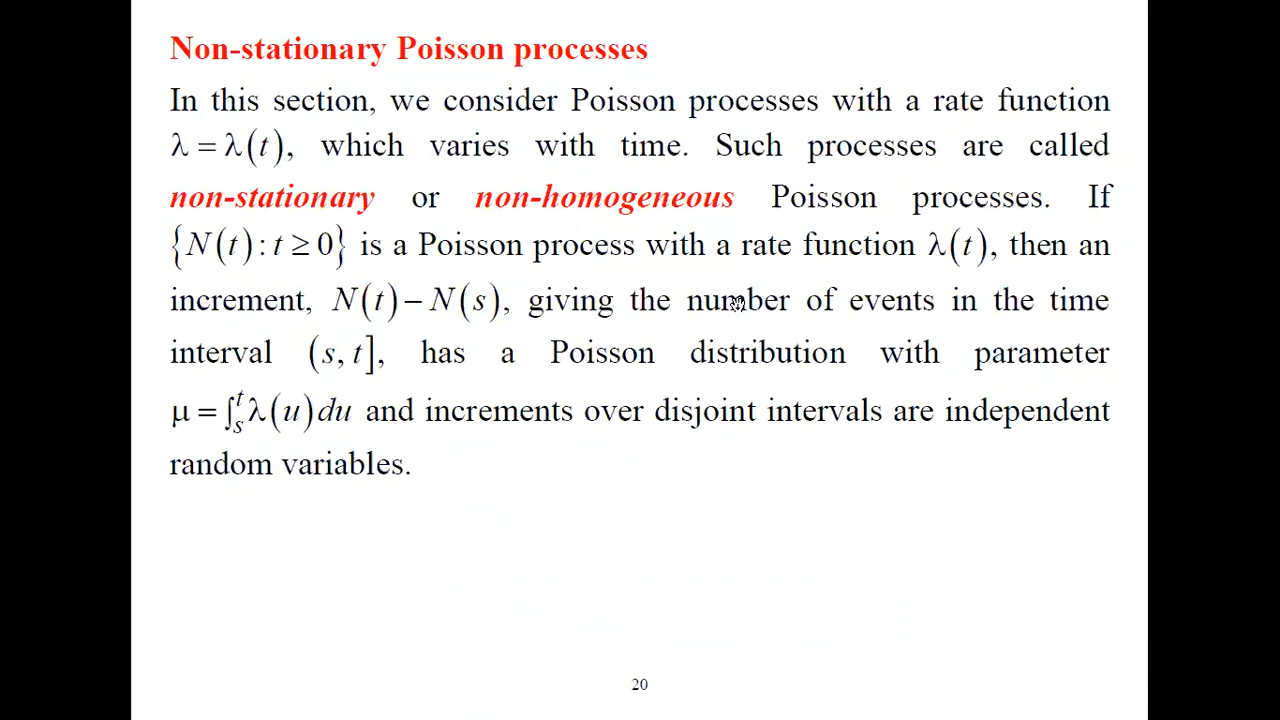 Non-stationary Poisson processes
In this section, we consider Poisson processes with a rate function
λ = λ(t), which varies with time. Such processes are called
non-stationary or non-homogeneous Poisson processes. If
{N(t) : t ≥ 0} is a Poisson process with a rate function λ(t), then an
increment, N(t) − N(s), giving the number of events in the time
interval (s, t], has a Poisson distribution with parameter
μ = ∫ₛᵗ λ(u)du and increments over disjoint intervals are independent
random variables.
20